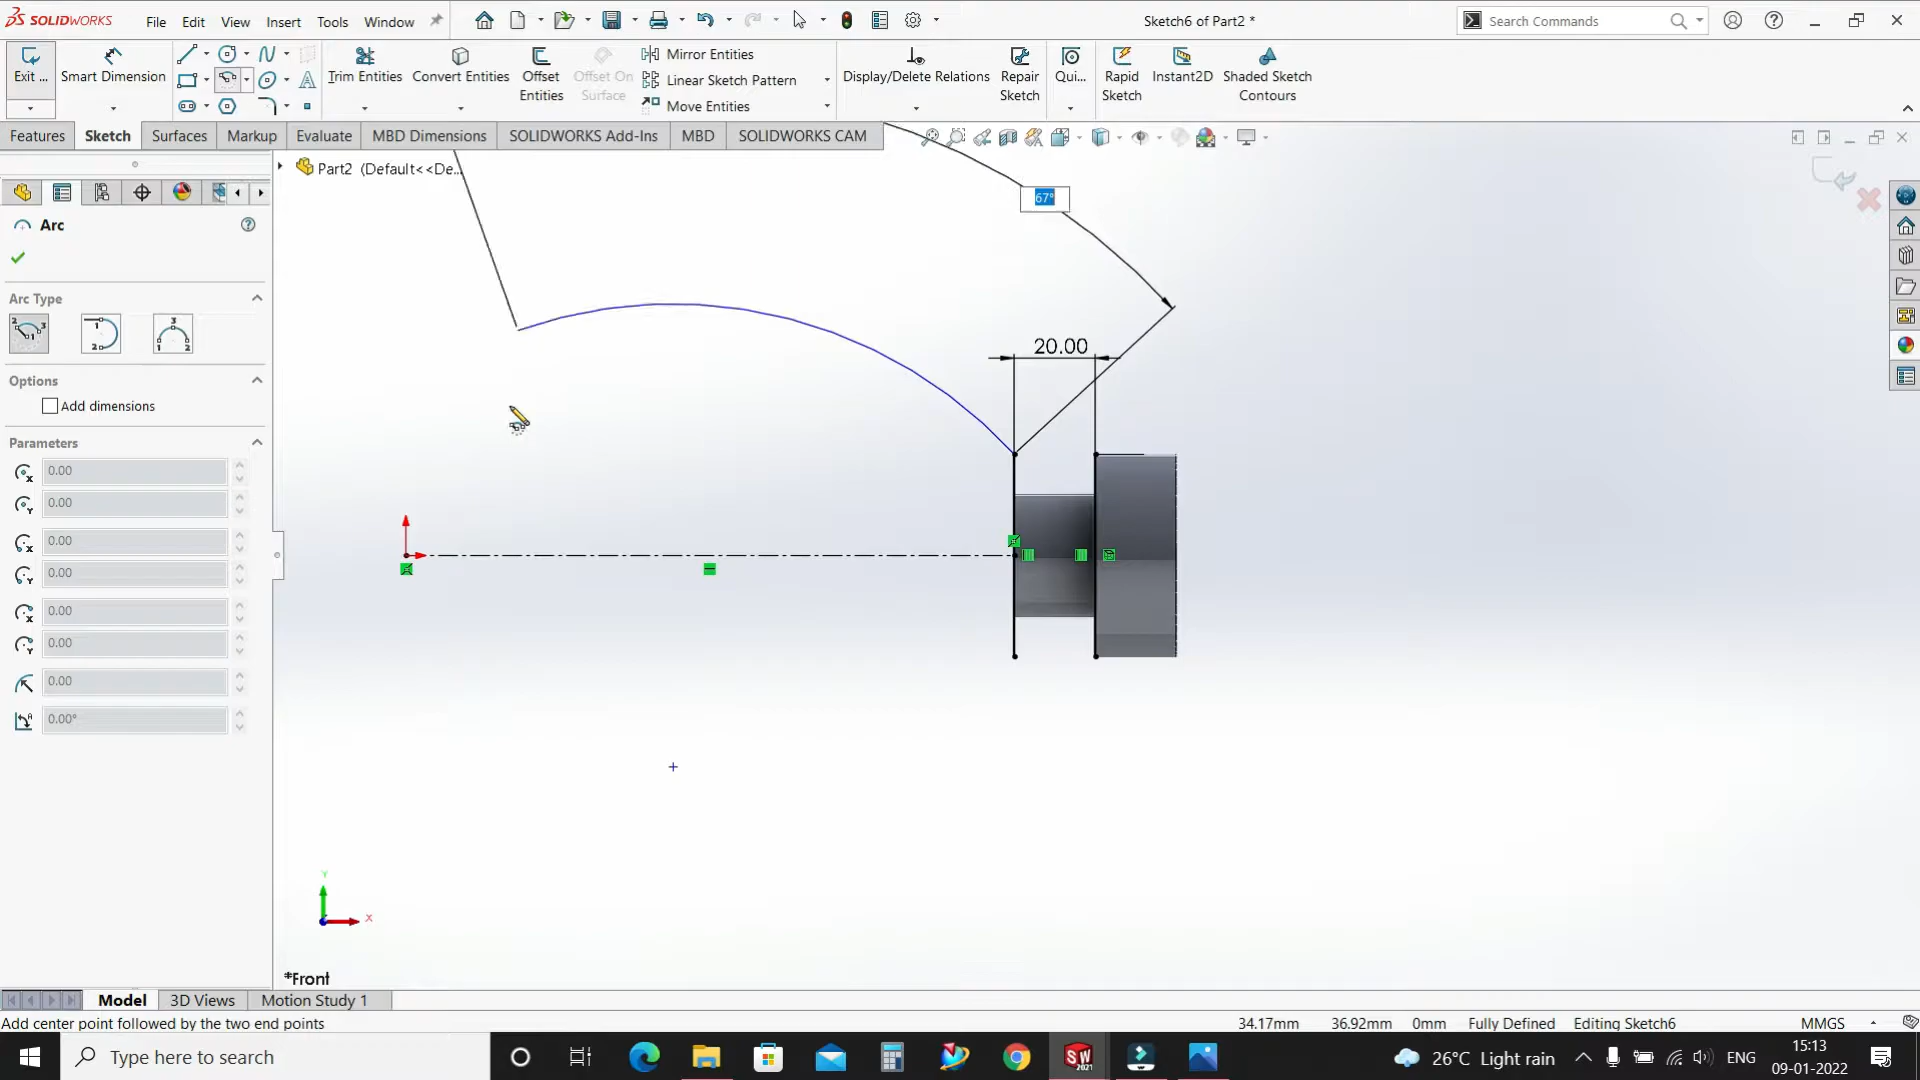 SOLIDWORKS File Edit View Insert Tools Window Sketch6 of Part2 * Search Commands
Exit ... Smart Dimension Trim Entities Convert Entities Offset Entities Offset On Surface Mirror Entities Display/Delete Relations Repair Sketch Qui... Rapid Sketch Instant2D Shaded Sketch Contours
Linear Sketch Pattern
Move Entities
Features Sketch Surfaces Markup Evaluate MBD Dimensions SOLIDWORKS Add-Ins MBD SOLIDWORKS CAM
Part2 (Default<<De...
67°
Arc
Arc Type
20.00
Options
Add dimensions
Parameters
0.00
0.00
0.00
0.00
0.00
0.00
0.00
0.00°
Y
X
*Front
Model 3D Views Motion Study 1
Add center point followed by the two end points 34.17mm 36.92mm 0mm Fully Defined Editing Sketch6 MMGS
Type here to search 26°C Light rain ENG 15:13
09-01-2022